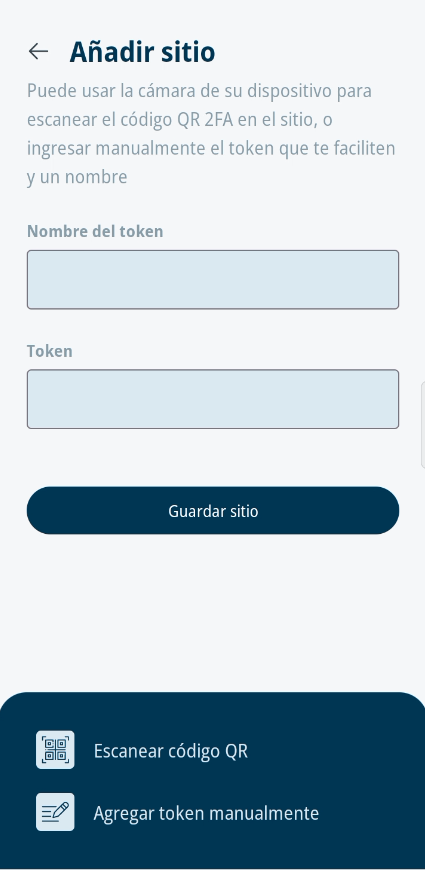 Añadir sitio
Puede usar la cámara de su dispositivo para
escanear el código QR 2FA en el sitio, o
ingresar manualmente el token que te faciliten
y un nombre
Nombre del token
Token
Guardar sitio
Escanear código QR
Agregar token manualmente